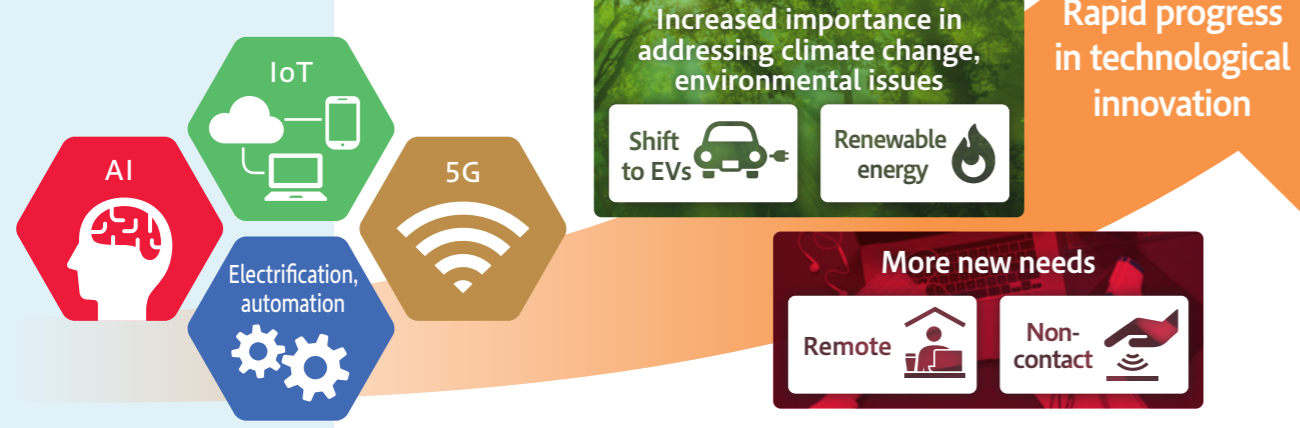 IoT
AI
5G
Electrification,
automation
Increased importance in
addressing climate change,
environmental issues
Shift
to EVs
Renewable
energy
Rapid progress
in technological
innovation
More new needs
Remote
Non-
contact